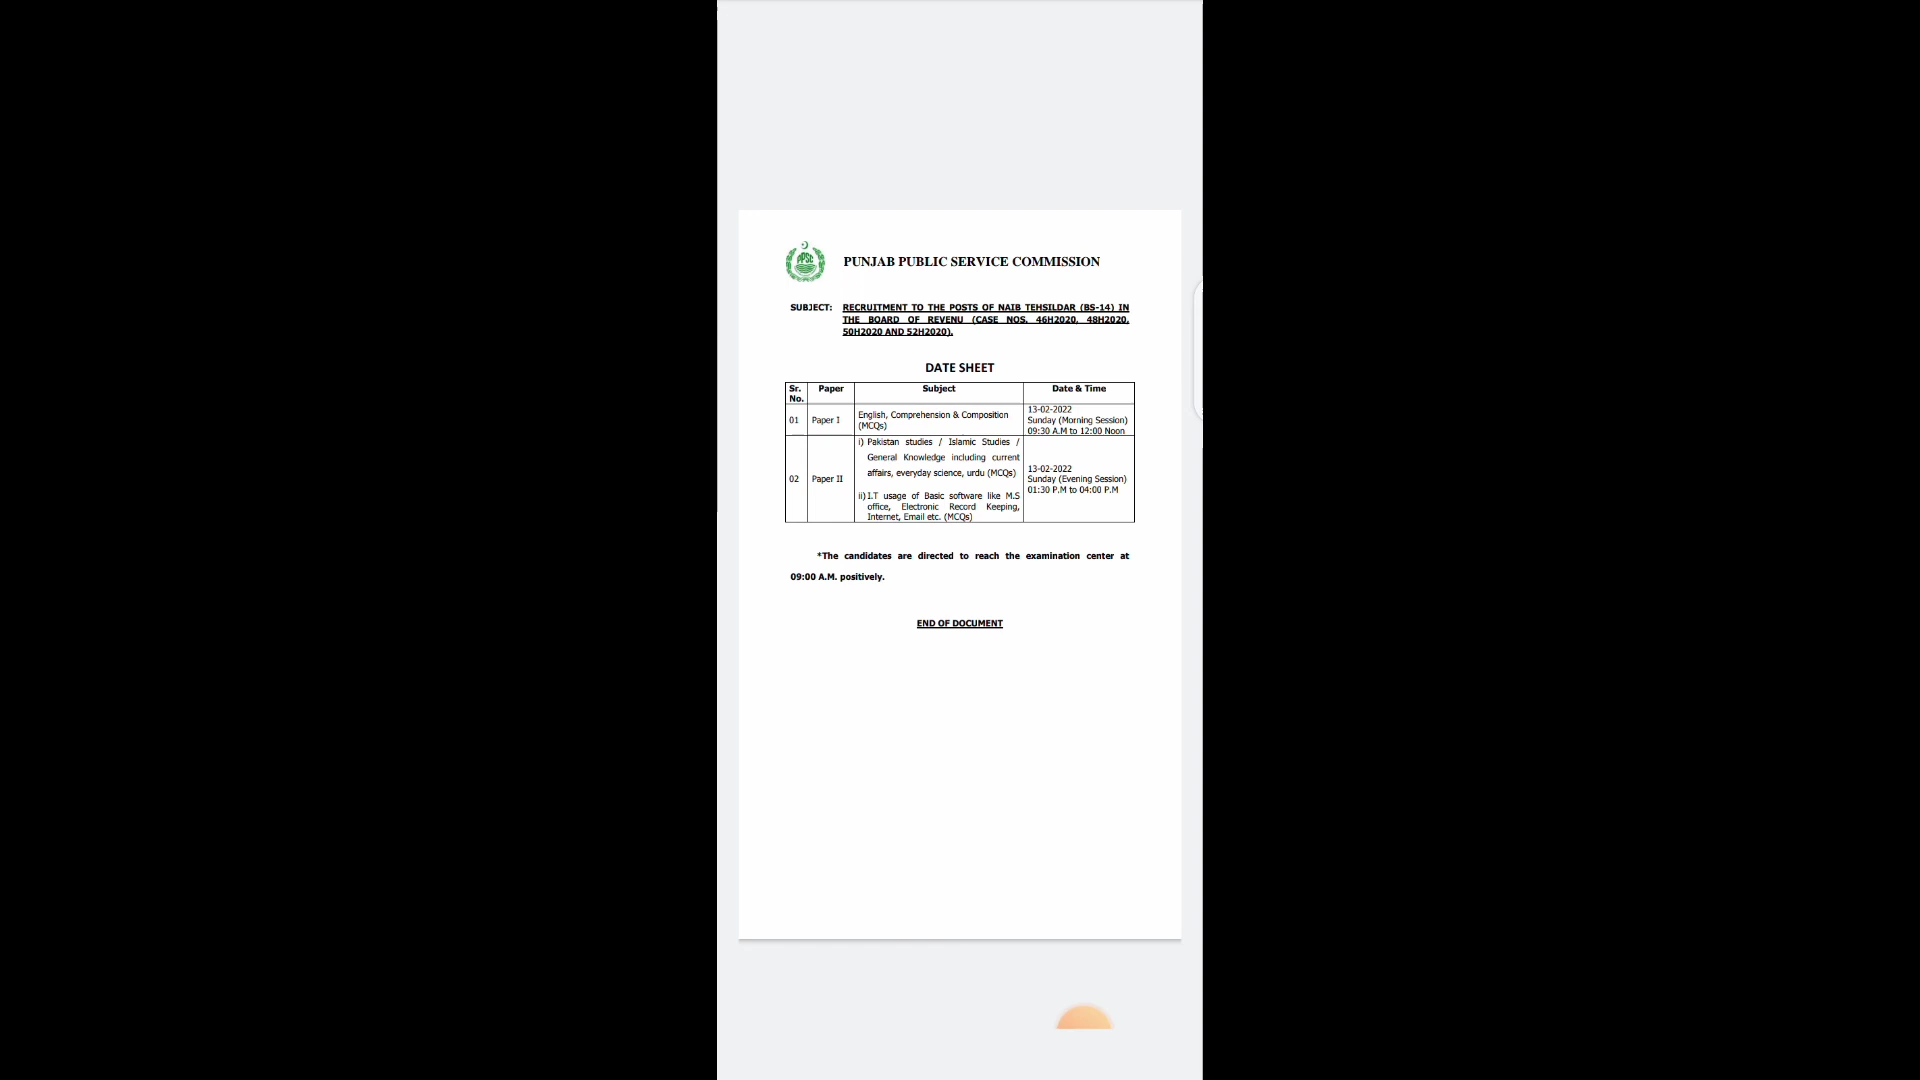 PPSC
PUNJAB PUBLIC SERVICE COMMISSION
SUBJECT: RECRUITMENT TO THE POSTS OF NAIB TEHSILDAR (BS-14) IN
THE BOARD OF REVENU (CASE NOS. 46H2020, 48H2020,
50H2020 AND 52H2020).
DATE SHEET
Sr. No. Paper Subject Date & Time
01 Paper I English, Comprehension & Composition
(MCQs)
13-02-2022
Sunday (Morning Session)
09:30 A.M to 12:00 Noon
02 Paper II i) Pakistan studies / Islamic Studies /
General Knowledge including current
affairs, everyday science, urdu (MCQs)
ii) I.T usage of Basic software like M.S
office, Electronic Record Keeping,
Internet, Email etc. (MCQs)
13-02-2022
Sunday (Evening Session)
01:30 P.M to 04:00 P.M
*The candidates are directed to reach the examination center at
09:00 A.M. positively.
END OF DOCUMENT